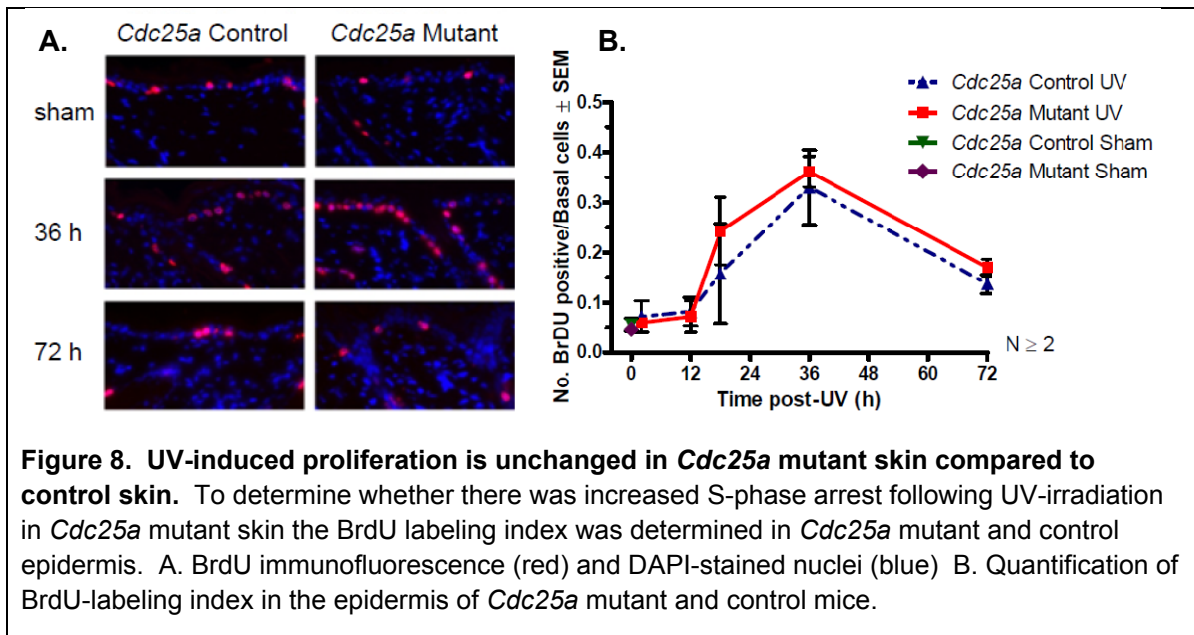 A.
Cdc25a Control
Cdc25a Mutant
sham
36 h
72 h
B.
No. BrDU positive/Basal cells ± SEM
0.5
0.4
0.3
0.2
0.1
0.0
0
12
24
36
48
60
72
Time post-UV (h)
Cdc25a Control UV
Cdc25a Mutant UV
Cdc25a Control Sham
Cdc25a Mutant Sham
N ≥ 2
Figure 8. UV-induced proliferation is unchanged in Cdc25a mutant skin compared to
control skin. To determine whether there was increased S-phase arrest following UV-irradiation
in Cdc25a mutant skin the BrdU labeling index was determined in Cdc25a mutant and control
epidermis. A. BrdU immunofluorescence (red) and DAPI-stained nuclei (blue) B. Quantification of
BrdU-labeling index in the epidermis of Cdc25a mutant and control mice.